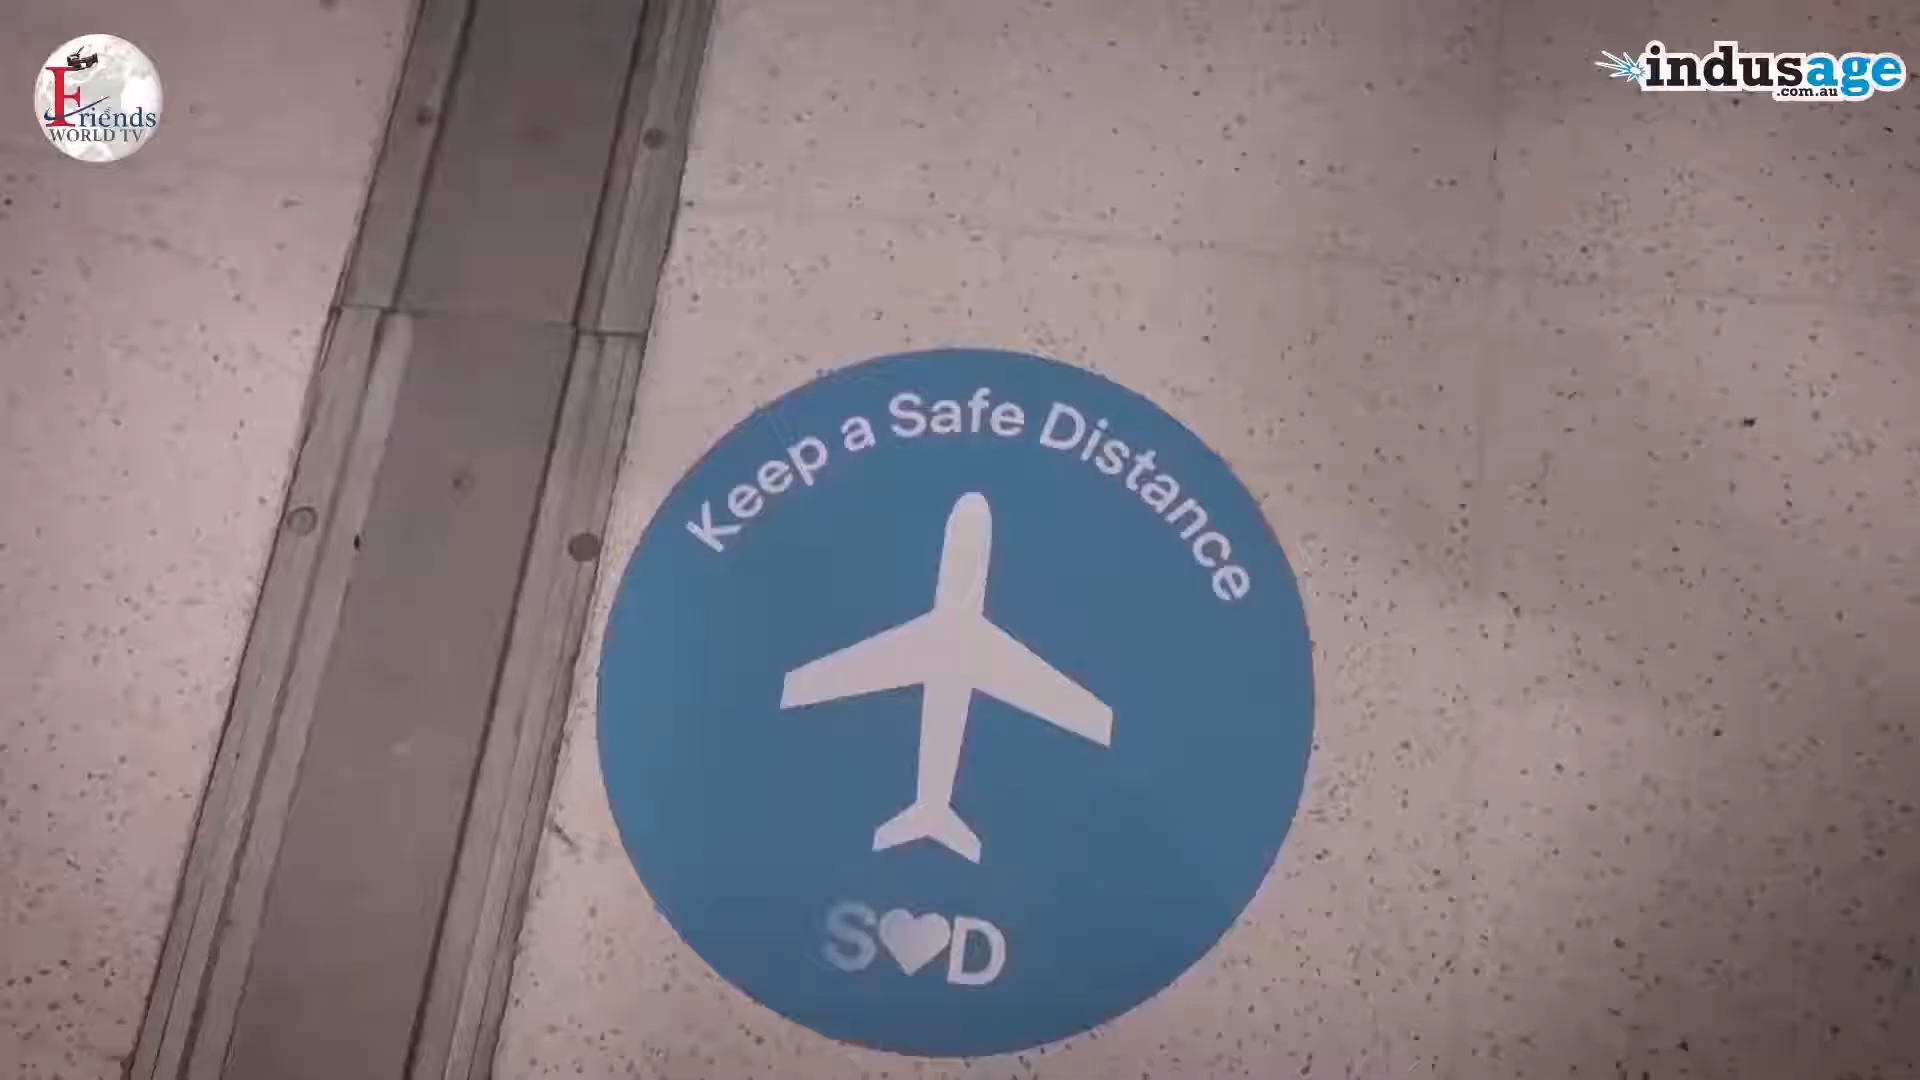 Friends
WORLD TV
indusage
.com.au
Keep a Safe Distance
S♥D